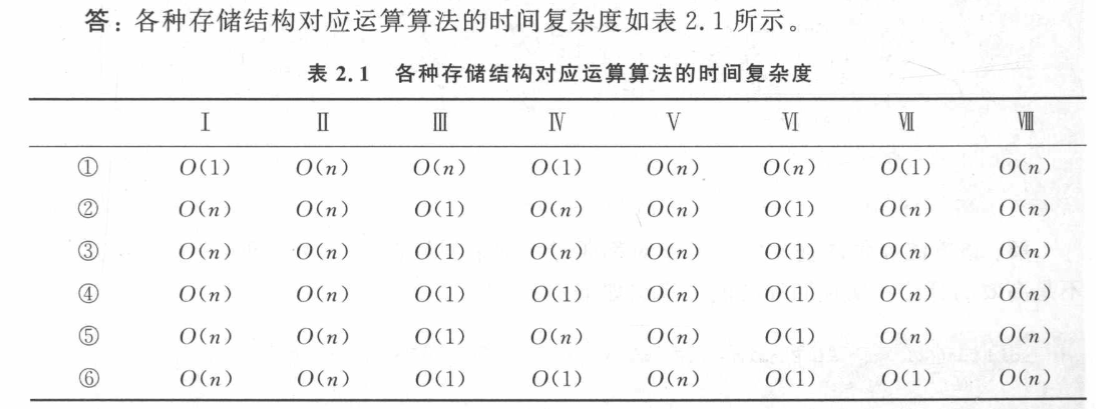 答：各种存储结构对应运算算法的时间复杂度如表 2.1 所示。
表 2.1 各种存储结构对应运算算法的时间复杂度
Ⅰ Ⅱ Ⅲ Ⅳ Ⅴ Ⅵ Ⅶ Ⅷ
① O(1) O(n) O(n) O(1) O(n) O(n) O(1) O(n)
② O(n) O(n) O(1) O(n) O(n) O(1) O(n) O(n)
③ O(n) O(n) O(1) O(n) O(n) O(1) O(n) O(n)
④ O(n) O(n) O(1) O(1) O(n) O(1) O(n) O(n)
⑤ O(n) O(n) O(1) O(n) O(n) O(1) O(n) O(n)
⑥ O(n) O(n) O(1) O(1) O(n) O(1) O(1) O(n)